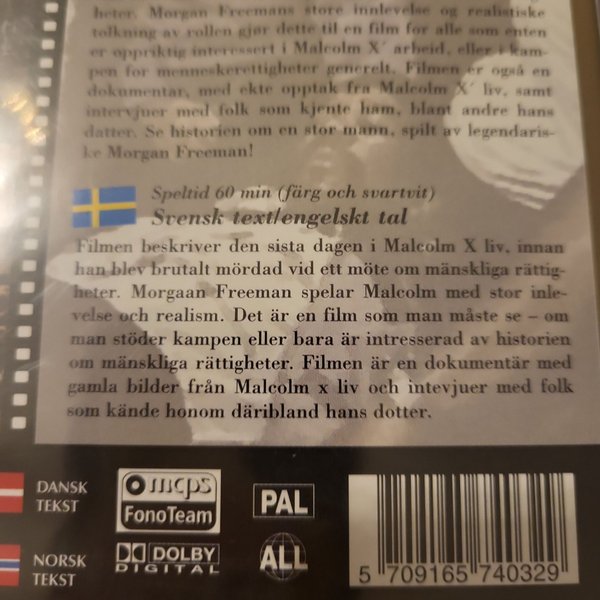 heter. Morgan Freemans store innlevelse og realistiske
tolkning av rollen gjør dette til en film for alle som enten
er oppriktig interessert i Malcolm X´ arbeid, eller i kam-
pen for menneskerettigheter generelt. Filmen er også en
dokumentar, med ekte opptak fra Malcolm X´ liv, samt
intervjuer med folk som kjente ham, blant andre hans
datter. Se historien om en stor mann, spilt av legendaris-
ke Morgan Freeman!
Speltid 60 min (färg och svartvit)
Svensk text/engelskt tal
Filmen beskriver den sista dagen i Malcolm X liv, innan
han blev brutalt mördad vid ett möte om mänskliga rättig-
heter. Morgaan Freeman spelar Malcolm med stor inle-
velse och realism. Det är en film som man måste se – om
man stöder kampen eller bara är intresserad av historien
om mänskliga rättigheter. Filmen är en dokumentär med
gamla bilder från Malcolm x liv och intevjuer med folk
som kände honom däribland hans dotter.
DANSK
TEKST
NORSK
TEKST
mcps
FonoTeam
DOLBY
DIGITAL
PAL
ALL
5 709165 740329